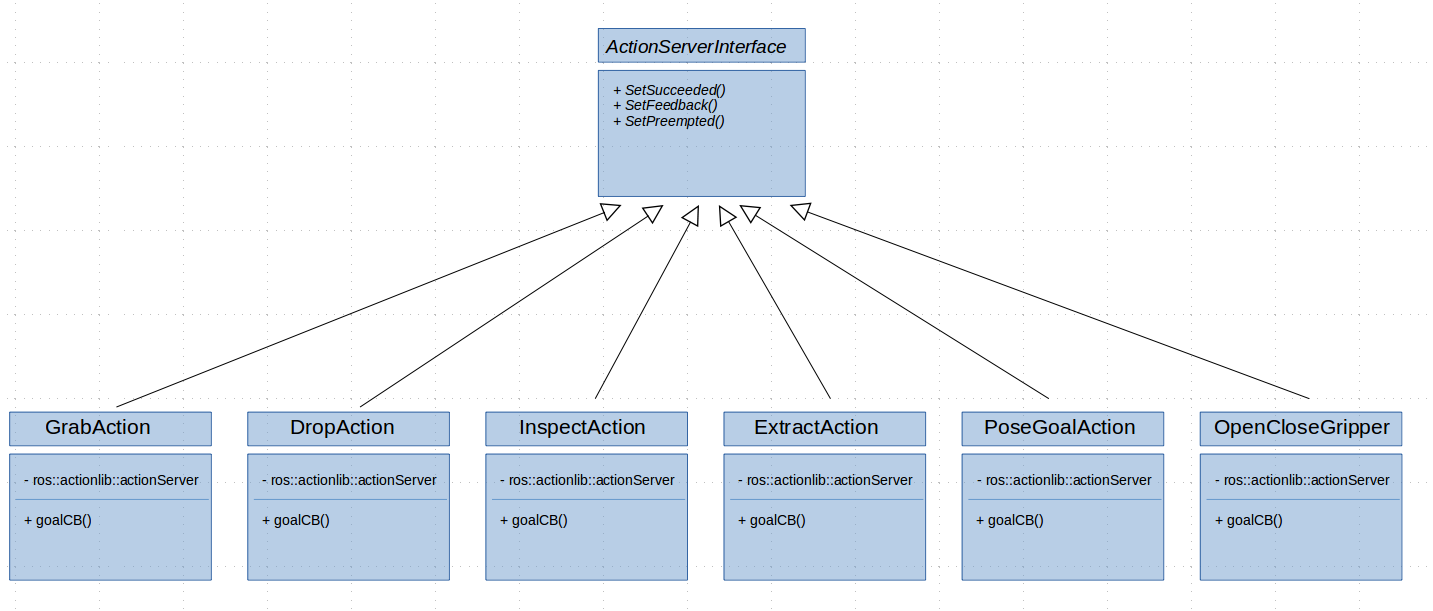 ActionServerInterface
+ SetSucceeded()
+ SetFeedback()
+ SetPreempted()
GrabAction
- ros::actionlib::actionServer
+ goalCB()
DropAction
- ros::actionlib::actionServer
+ goalCB()
InspectAction
- ros::actionlib::actionServer
+ goalCB()
ExtractAction
- ros::actionlib::actionServer
+ goalCB()
PoseGoalAction
- ros::actionlib::actionServer
+ goalCB()
OpenCloseGripper
- ros::actionlib::actionServer
+ goalCB()